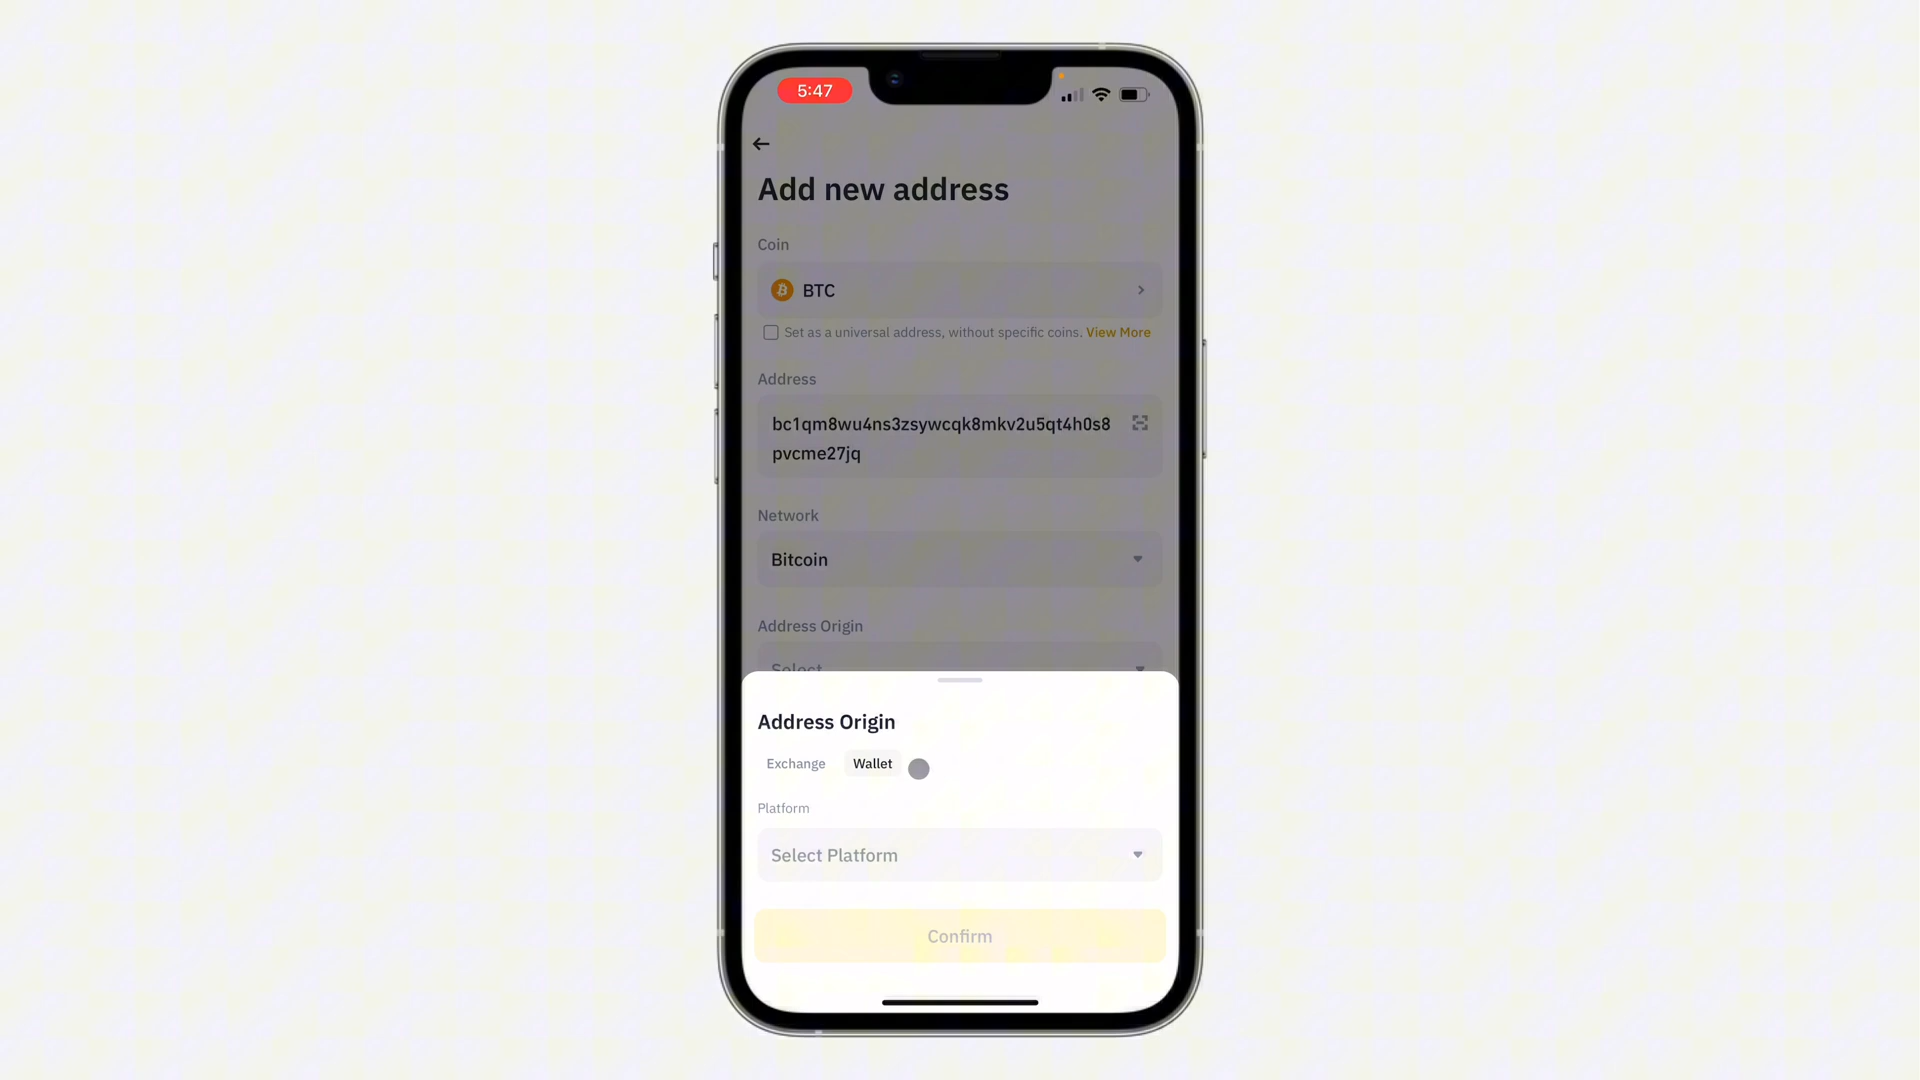 5:47
Add new address
Coin
BTC
Set as a universal address, without specific coins. View More
Address
bc1qm8wu4ns3zsywcqk8mkv2u5qt4h0s8
pvcme27jq
Network
Bitcoin
Address Origin
Select
Address Origin
Exchange Wallet
Platform
Select Platform
Confirm